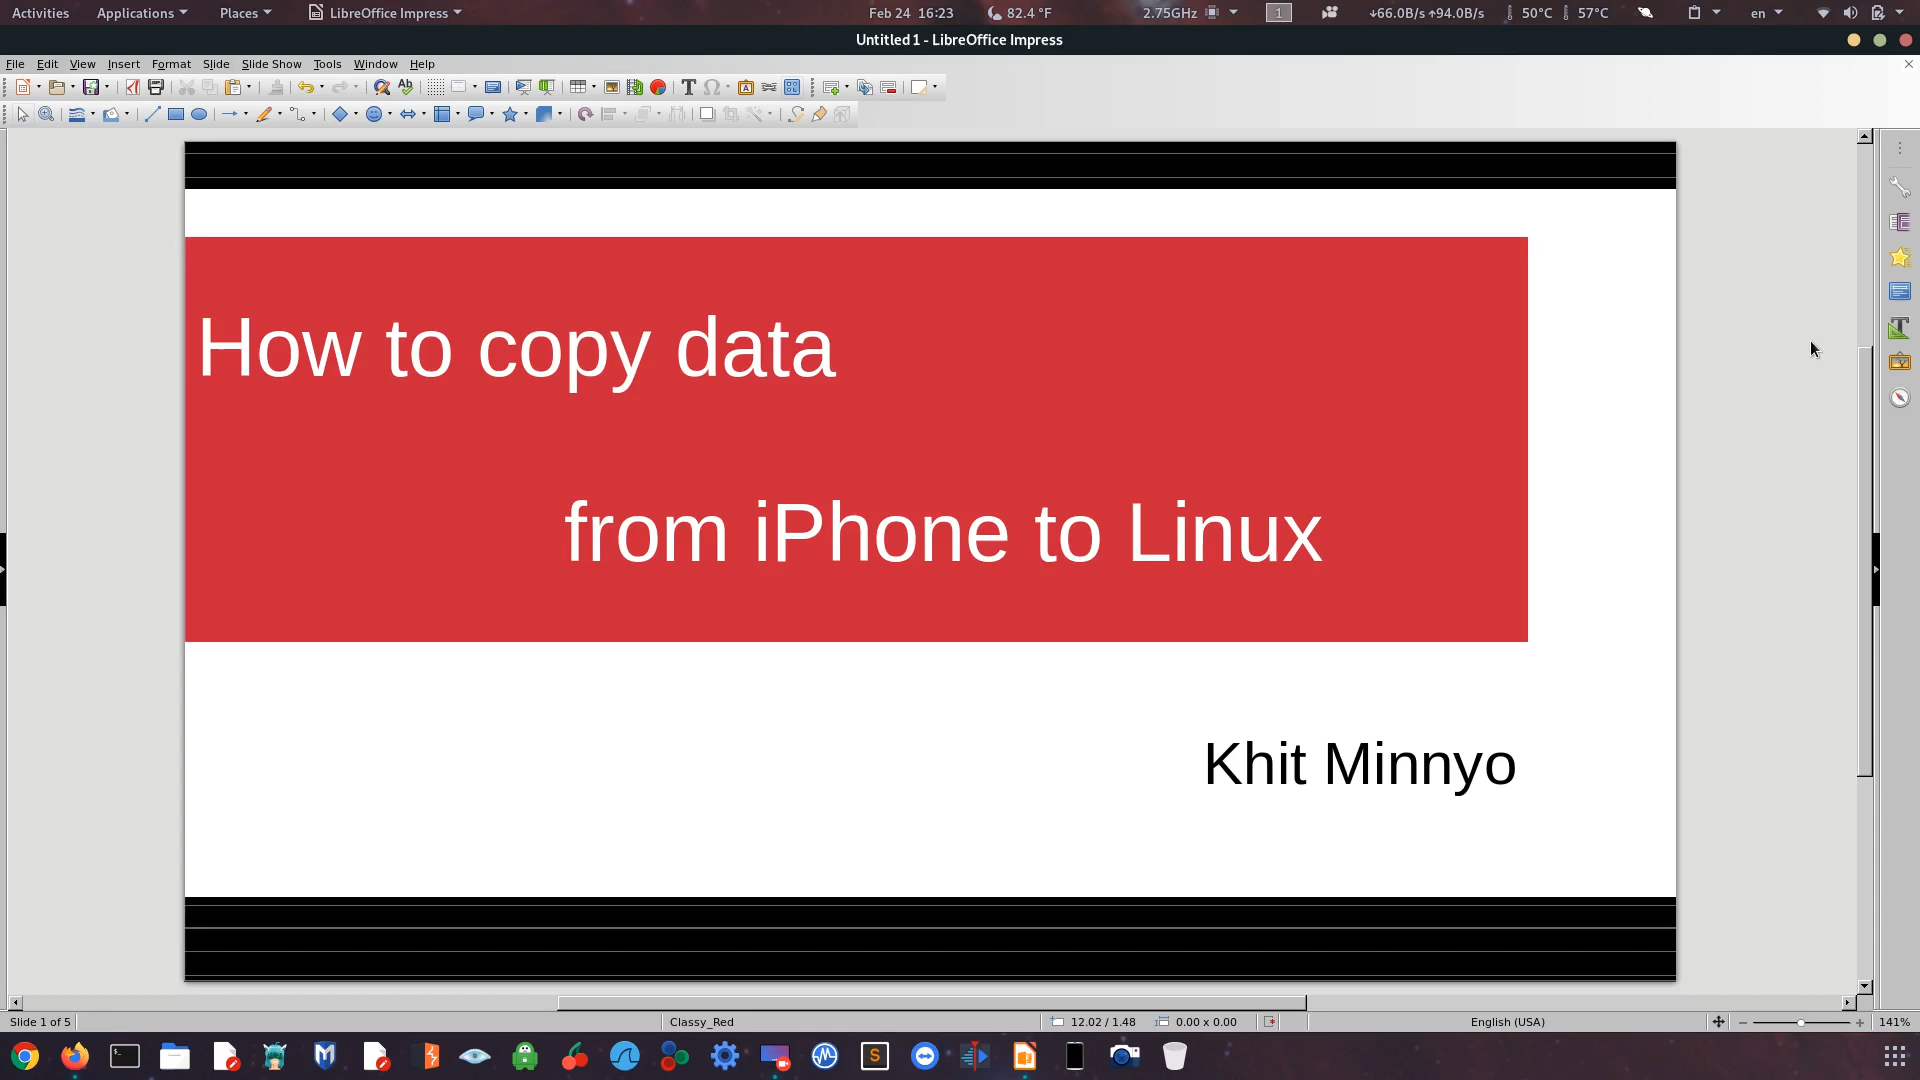 Activities Applications Places LibreOffice Impress Feb 24 16:23 82.4 °F 2.75GHz 1 ↓66.0B/s ↑94.0B/s 50°C 57°C en
Untitled 1 - LibreOffice Impress
File Edit View Insert Format Slide Slide Show Tools Window Help
How to copy data
from iPhone to Linux
Khit Minnyo
Slide 1 of 5 Classy_Red 12.02 / 1.48 0.00 x 0.00 English (USA) 141%